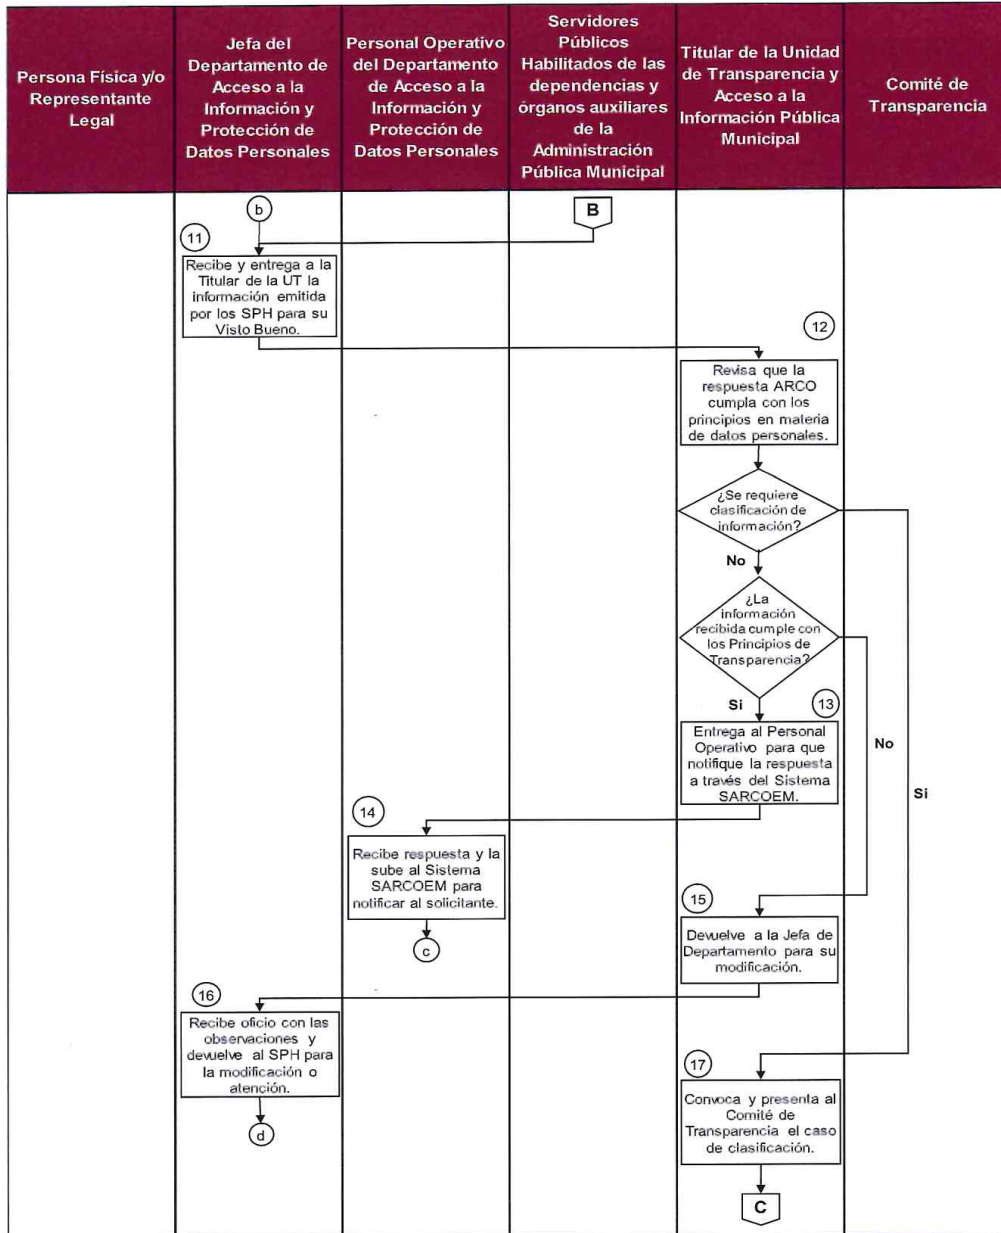 Persona Física y/o
Representante
Legal
Jefa del
Departamento de
Acceso a la
Información y
Protección de
Datos Personales
Personal Operativo
del Departamento
de Acceso a la
Información y
Protección de
Datos Personales
Servidores
Públicos
Habilitados de las
dependencias y
órganos auxiliares
de la
Administración
Pública Municipal
Titular de la Unidad
de Transparencia y
Acceso a la
Información Pública
Municipal
Comité de
Transparencia
b
B
11
Recibe y entrega a la
Titular de la UT la
información emitida
por los SPH para su
Visto Bueno.
12
Revisa que la
respuesta ARCO
cumpla con los
principios en materia
de datos personales.
¿Se requiere
clasificación de
información?
No
¿La
información
recibida cumple con
los Principios de
Transparencia?
Si
13
Entrega al Personal
Operativo para que
notifique la respuesta
a través del Sistema
SARCOEM.
No
Si
14
Recibe respuesta y la
sube al Sistema
SARCOEM para
notificar al solicitante.
c
15
Devuelve a la Jefa de
Departamento para su
modificación.
16
Recibe oficio con las
observaciones y
devuelve al SPH para
la modificación o
atención.
d
17
Convoca y presenta al
Comité de
Transparencia el caso
de clasificación.
C